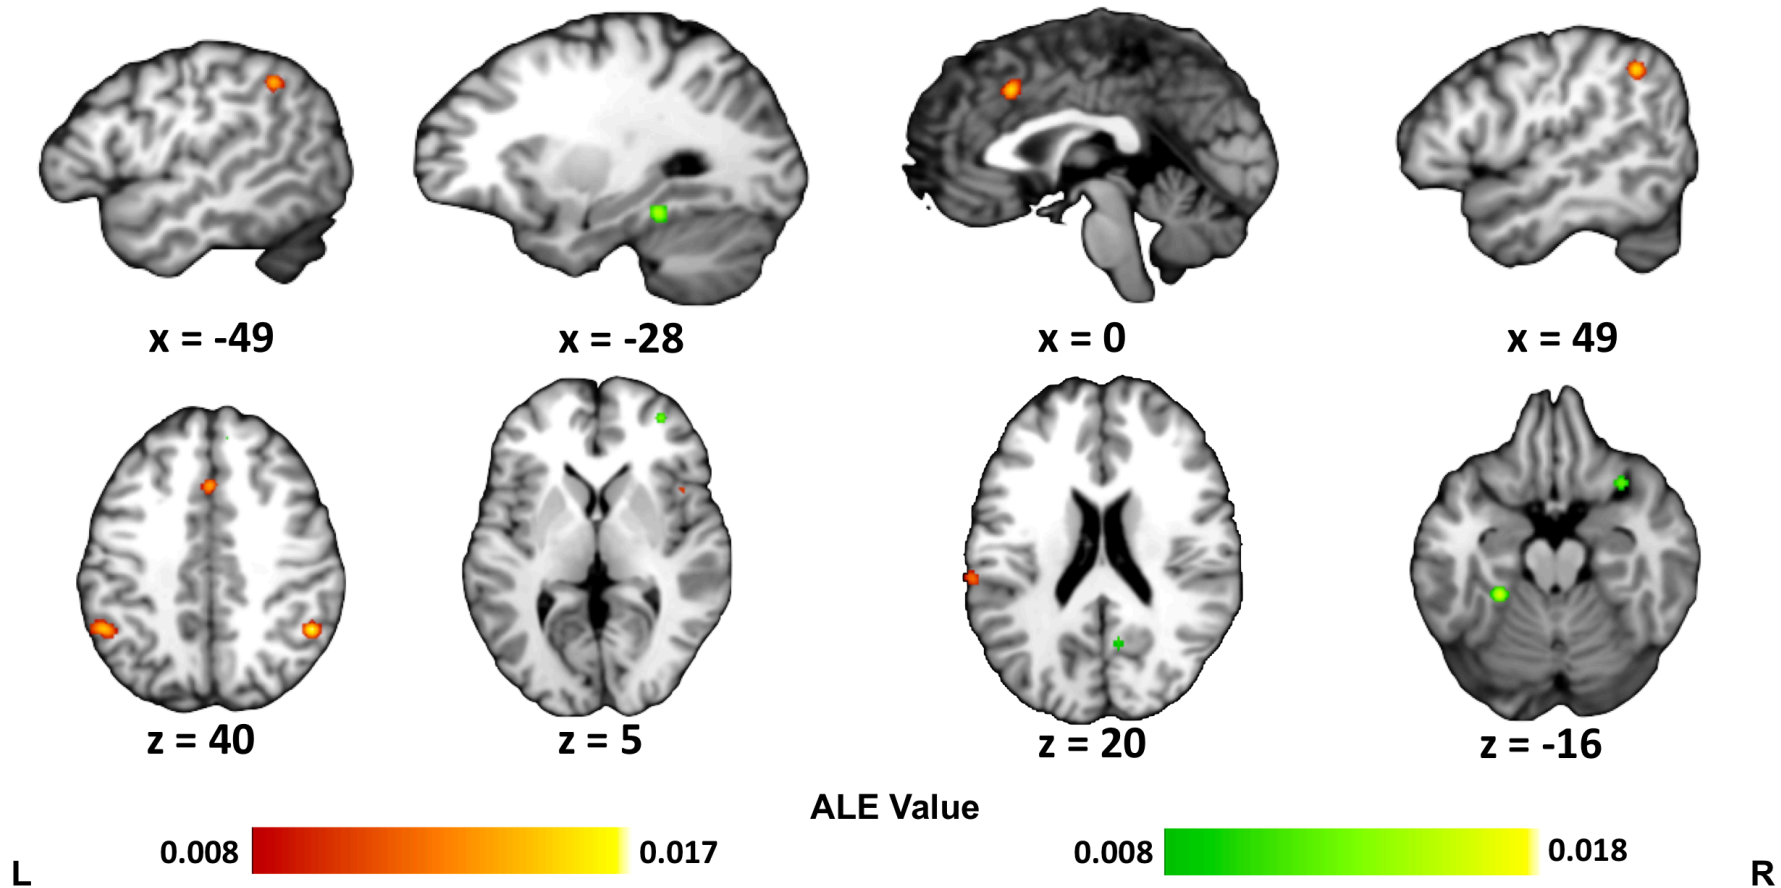 x = -49
x = -28
x = 0
x = 49
z = 40
z = 5
z = 20
z = -16
ALE Value
0.008
0.017
0.008
0.018
L
R